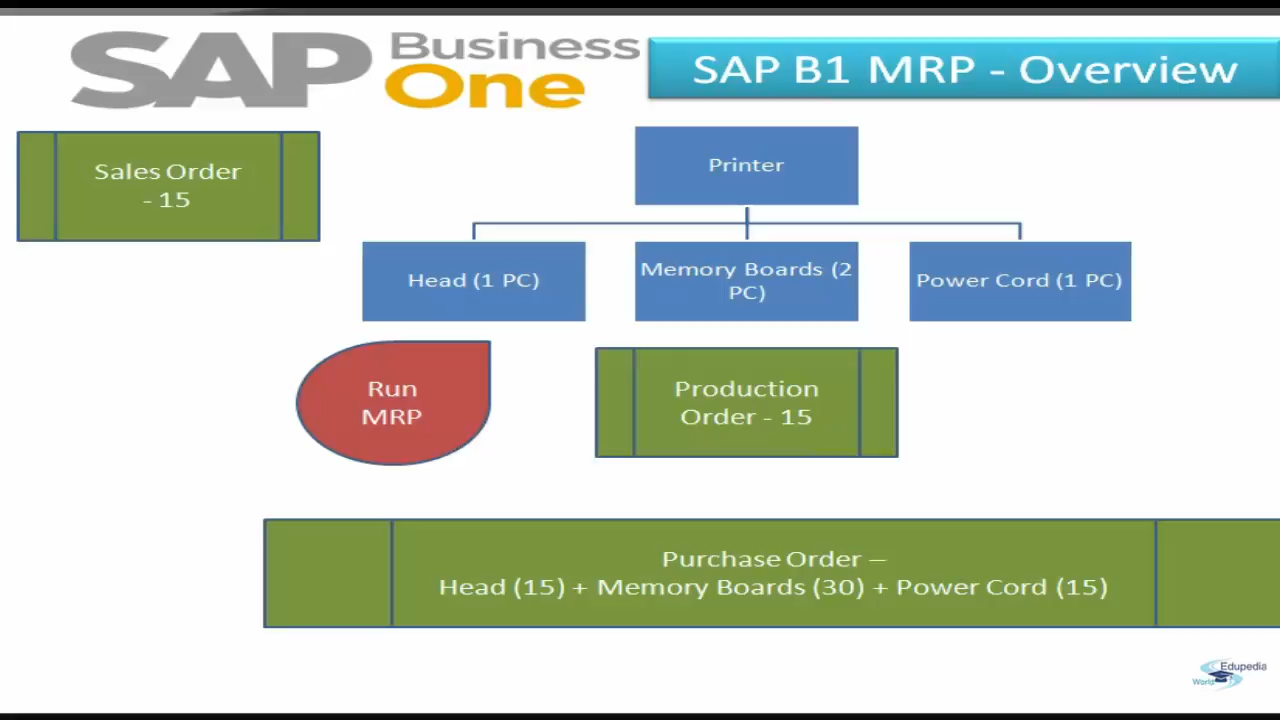 SAP Business
One
SAP B1 MRP - Overview
Sales Order
- 15
Printer
Head (1 PC)
Memory Boards (2
PC)
Power Cord (1 PC)
Run
MRP
Production
Order - 15
Purchase Order –
Head (15) + Memory Boards (30) + Power Cord (15)
Edupedia
World